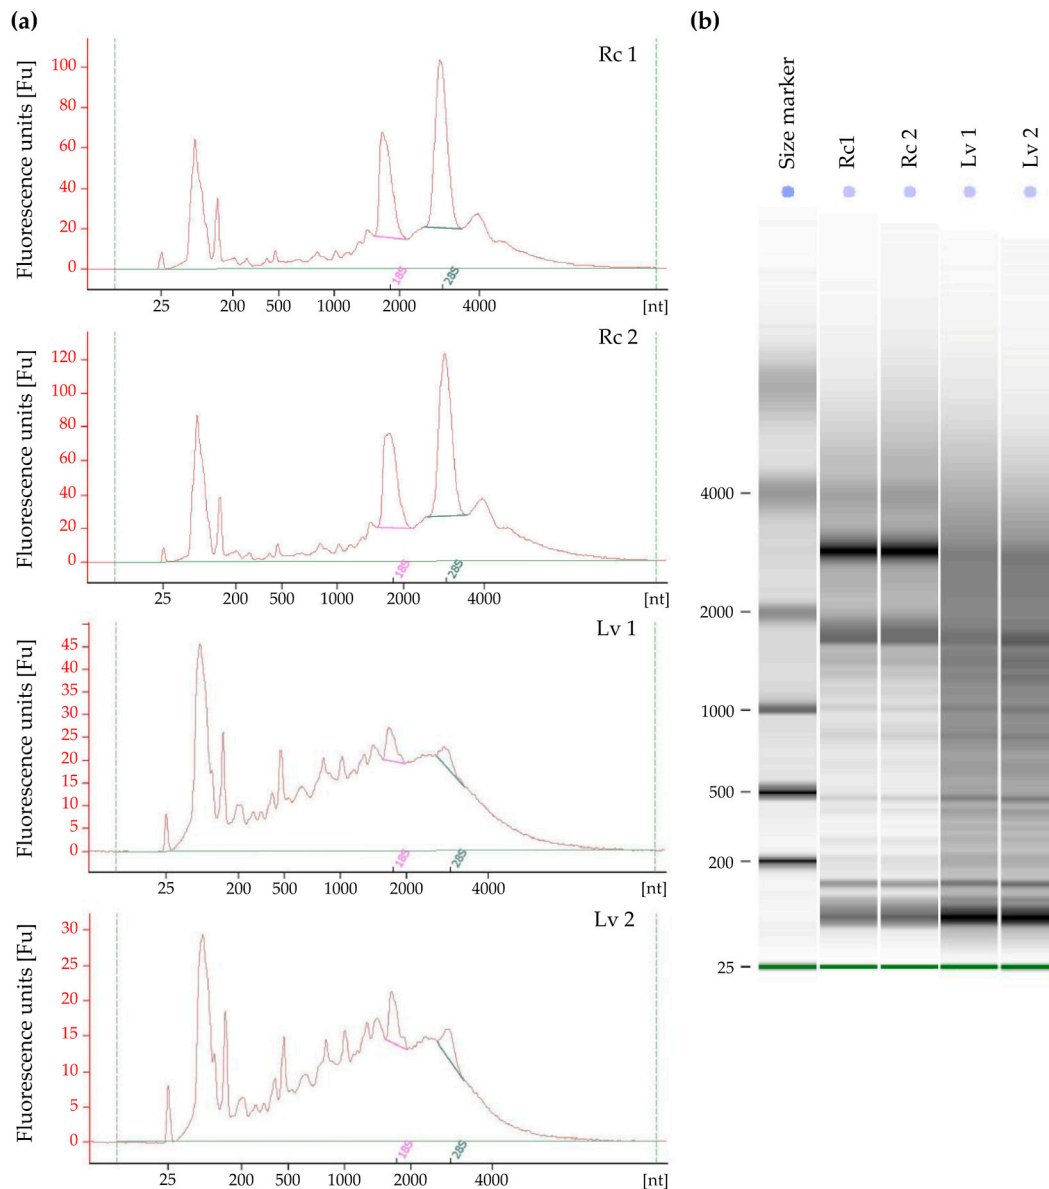 (a)
Rc 1
Fluorescence units [Fu]
100
80
60
40
20
0
18S
28S
25 200 500 1000 2000 4000 [nt]
Rc 2
Fluorescence units [Fu]
120
100
80
60
40
20
0
18S
28S
25 200 500 1000 2000 4000 [nt]
Lv 1
Fluorescence units [Fu]
45
40
35
30
25
20
15
10
5
0
18S
28S
25 200 500 1000 2000 4000 [nt]
Lv 2
Fluorescence units [Fu]
30
25
20
15
10
5
0
18S
28S
25 200 500 1000 2000 4000 [nt]
(b)
Size marker
Rc1
Rc 2
Lv 1
Lv 2
4000
2000
1000
500
200
25